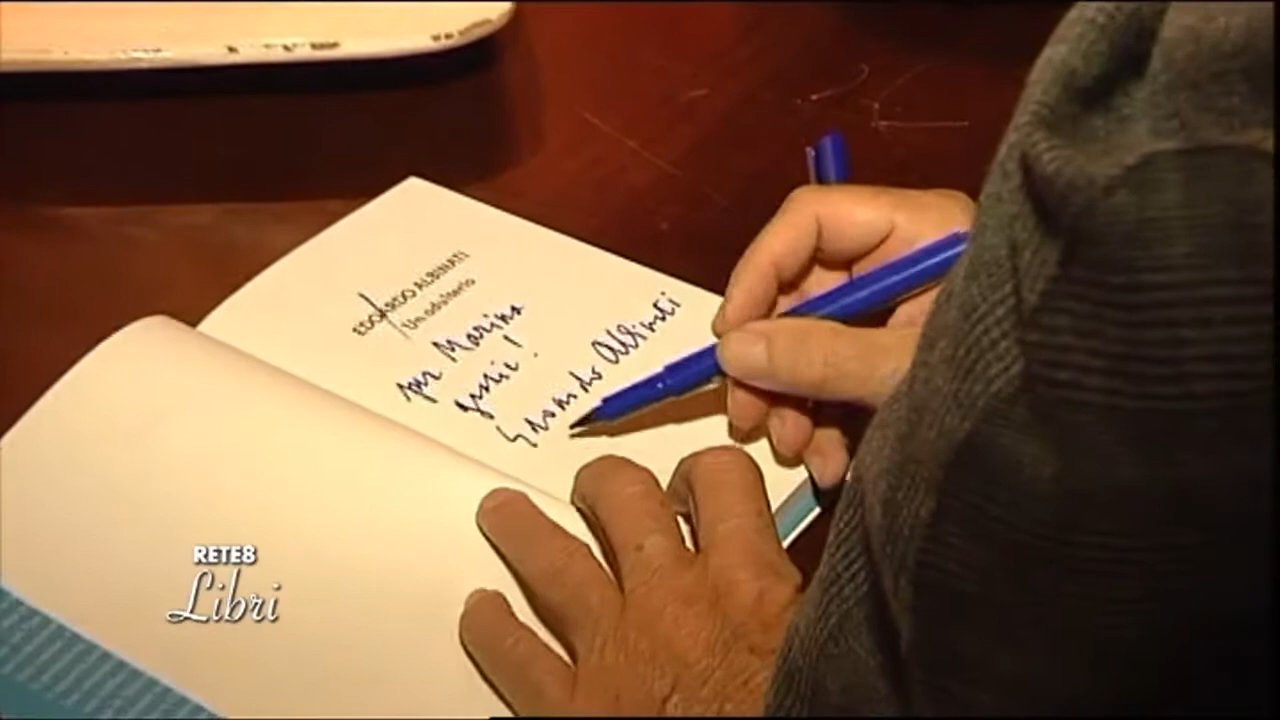 EDOARDO ALBINATI
Un adulterio
per Marina
grazie!
Edoardo Albinati
RETE8
Libri